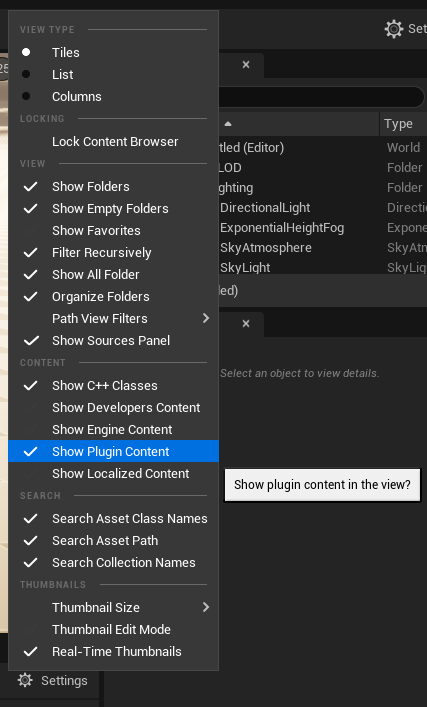 VIEW TYPE
Tiles
List
Columns
LOCKING
Lock Content Browser
VIEW
Show Folders
Show Empty Folders
Show Favorites
Filter Recursively
Show All Folder
Organize Folders
Path View Filters
Show Sources Panel
CONTENT
Show C++ Classes
Show Developers Content
Show Engine Content
Show Plugin Content
Show Localized Content
SEARCH
Search Asset Class Names
Search Asset Path
Search Collection Names
THUMBNAILS
Thumbnail Size
Thumbnail Edit Mode
Real-Time Thumbnails
Settings
Set
Type
tled (Editor) World
LOD Folder
ghting Folder
DirectionalLight Directi
ExponentialHeightFog Expone
SkyAtmosphere SkyAtn
SkyLight SkyLig
led)
Select an object to view details.
Show plugin content in the view?